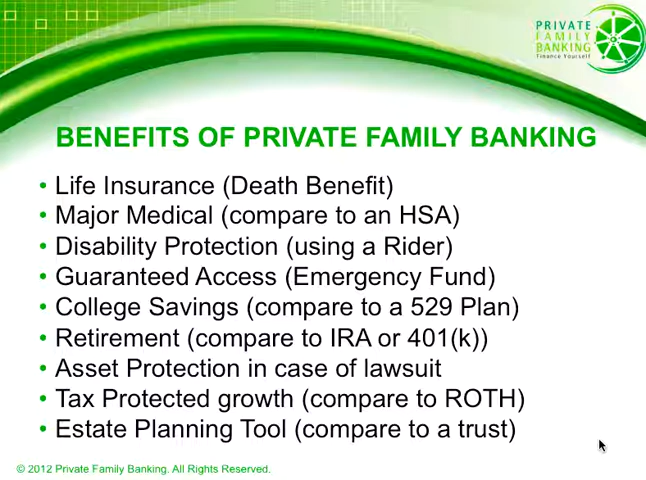 PRIVATE
FAMILY
BANKING
Finance Yourself
BENEFITS OF PRIVATE FAMILY BANKING
• Life Insurance (Death Benefit)
• Major Medical (compare to an HSA)
• Disability Protection (using a Rider)
• Guaranteed Access (Emergency Fund)
• College Savings (compare to a 529 Plan)
• Retirement (compare to IRA or 401(k))
• Asset Protection in case of lawsuit
• Tax Protected growth (compare to ROTH)
• Estate Planning Tool (compare to a trust)
© 2012 Private Family Banking. All Rights Reserved.